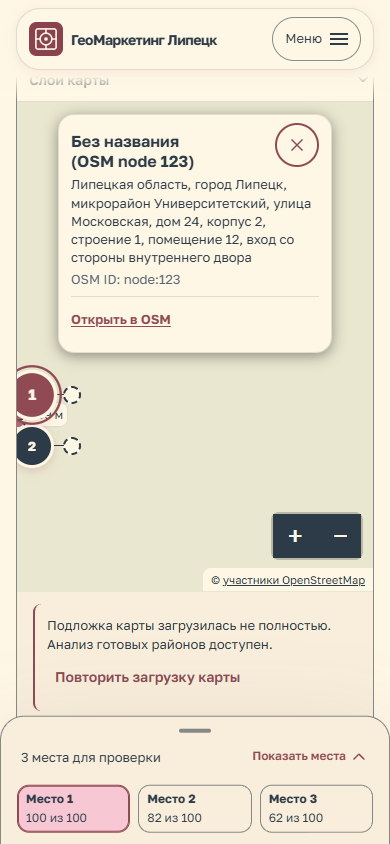 ГеоМаркетинг Липецк
Меню
Слои карты
Без названия
(OSM node 123)
Липецкая область, город Липецк,
микрорайон Университетский, улица
Московская, дом 24, корпус 2,
строение 1, помещение 12, вход со
стороны внутреннего двора
OSM ID: node:123
Открыть в OSM
1
м
2
+ −
© участники OpenStreetMap
Подложка карты загрузилась не полностью.
Анализ готовых районов доступен.
Повторить загрузку карты
3 места для проверки
Показать места
Место 1
100 из 100
Место 2
82 из 100
Место 3
62 из 100